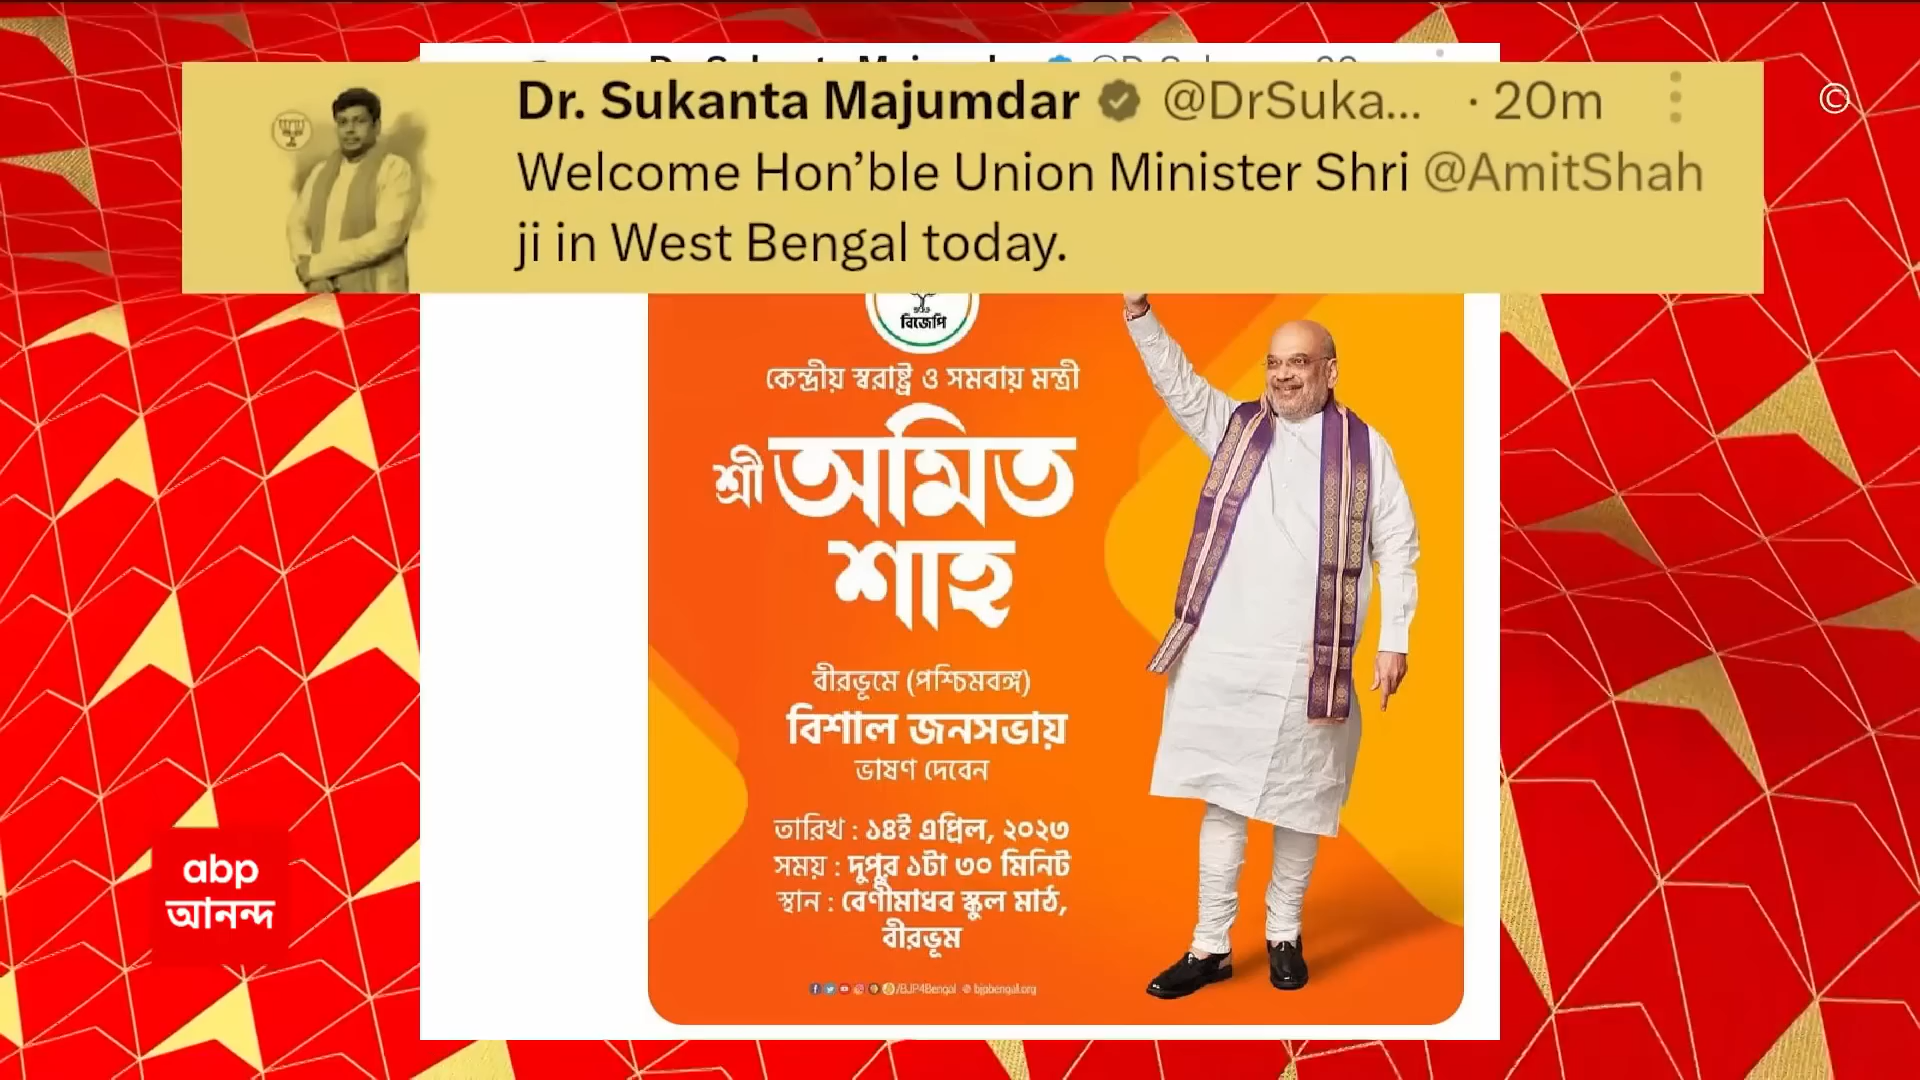 Dr. Sukanta Majumdar @DrSuka... · 20m
Welcome Hon’ble Union Minister Shri @AmitShah
ji in West Bengal today.
©
বিজেপি
কেন্দ্রীয় স্বরাষ্ট্র ও সমবায় মন্ত্রী
শ্রী অমিত
শাহ
বীরভূমে (পশ্চিমবঙ্গ)
বিশাল জনসভায়
ভাষণ দেবেন
তারিখ : ১৪ই এপ্রিল, ২০২৩
সময় : দুপুর ১টা ৩০ মিনিট
স্থান : বেণীমাধব স্কুল মাঠ,
বীরভূম
/BJP4Bengal bjpbengal.org
abp
আনন্দ